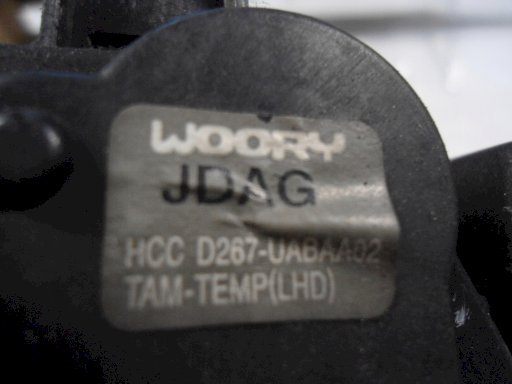 WOORY
JDAG
HCC D267-UABAA02
TAM-TEMP(LHD)